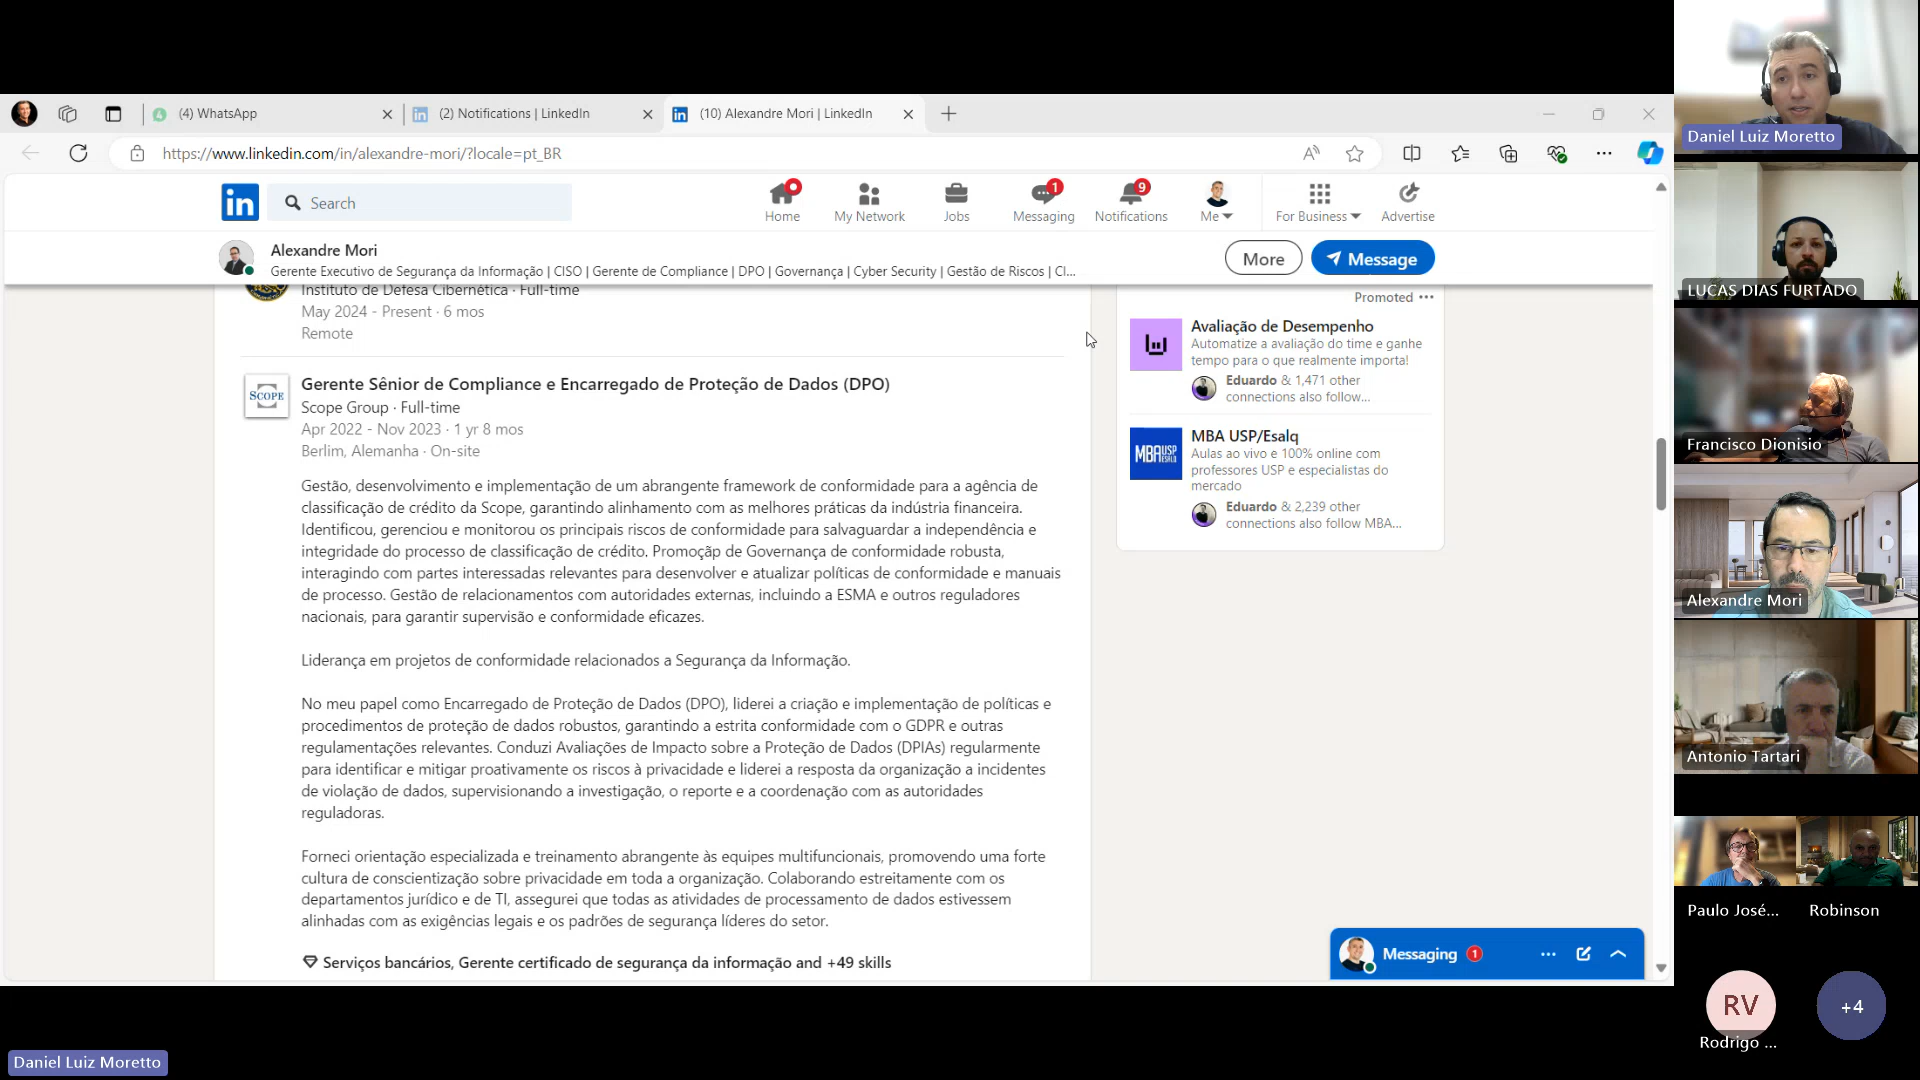 (4) WhatsApp
(2) Notifications | LinkedIn
(10) Alexandre Mori | LinkedIn
https://www.linkedin.com/in/alexandre-mori/?locale=pt_BR
in
Search
Home
My Network
Jobs
1
Messaging
9
Notifications
Me
For Business
Advertise
Alexandre Mori
Gerente Executivo de Segurança da Informação | CISO | Gerente de Compliance | DPO | Governança | Cyber Security | Gestão de Riscos | CI...
More
Message
Instituto de Defesa Cibernética · Full-time
May 2024 - Present · 6 mos
Remote
SCOPE
Gerente Sênior de Compliance e Encarregado de Proteção de Dados (DPO)
Scope Group · Full-time
Apr 2022 - Nov 2023 · 1 yr 8 mos
Berlim, Alemanha · On-site
Gestão, desenvolvimento e implementação de um abrangente framework de conformidade para a agência de
classificação de crédito da Scope, garantindo alinhamento com as melhores práticas da indústria financeira.
Identificou, gerenciou e monitorou os principais riscos de conformidade para salvaguardar a independência e
integridade do processo de classificação de crédito. Promoçãp de Governança de conformidade robusta,
interagindo com partes interessadas relevantes para desenvolver e atualizar políticas de conformidade e manuais
de processo. Gestão de relacionamentos com autoridades externas, incluindo a ESMA e outros reguladores
nacionais, para garantir supervisão e conformidade eficazes.
Liderança em projetos de conformidade relacionados a Segurança da Informação.
No meu papel como Encarregado de Proteção de Dados (DPO), liderei a criação e implementação de políticas e
procedimentos de proteção de dados robustos, garantindo a estrita conformidade com o GDPR e outras
regulamentações relevantes. Conduzi Avaliações de Impacto sobre a Proteção de Dados (DPIAs) regularmente
para identificar e mitigar proativamente os riscos à privacidade e liderei a resposta da organização a incidentes
de violação de dados, supervisionando a investigação, o reporte e a coordenação com as autoridades
reguladoras.
Forneci orientação especializada e treinamento abrangente às equipes multifuncionais, promovendo uma forte
cultura de conscientização sobre privacidade em toda a organização. Colaborando estreitamente com os
departamentos jurídico e de TI, assegurei que todas as atividades de processamento de dados estivessem
alinhadas com as exigências legais e os padrões de segurança líderes do setor.
Serviços bancários, Gerente certificado de segurança da informação and +49 skills
Promoted
Avaliação de Desempenho
Automatize a avaliação do time e ganhe
tempo para o que realmente importa!
Eduardo & 1,471 other
connections also follow...
MBAUSP
ESALQ
MBA USP/Esalq
Aulas ao vivo e 100% online com
professores USP e especialistas do
mercado
Eduardo & 2,239 other
connections also follow MBA...
Messaging 1
Daniel Luiz Moretto
LUCAS DIAS FURTADO
Francisco Dionisio
Alexandre Mori
Antonio Tartari
Paulo José...
Robinson
RV
Rodrigo ...
+4
Daniel Luiz Moretto